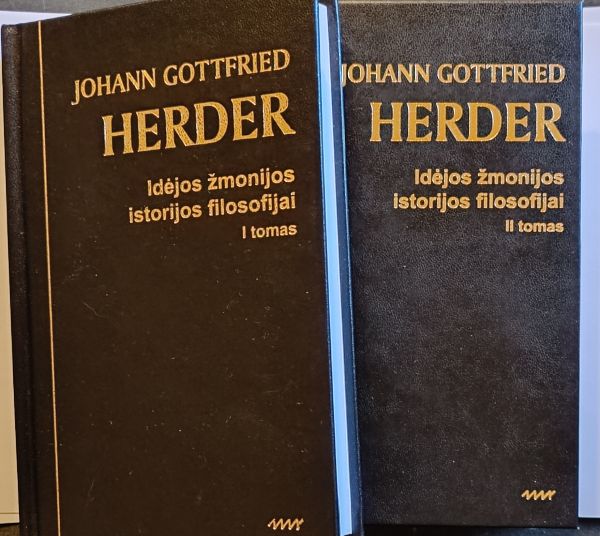 JOHANN GOTTFRIED
HERDER
Idėjos žmonijos
istorijos filosofijai
I tomas
JOHANN GOTTFRIED
HERDER
Idėjos žmonijos
istorijos filosofijai
II tomas